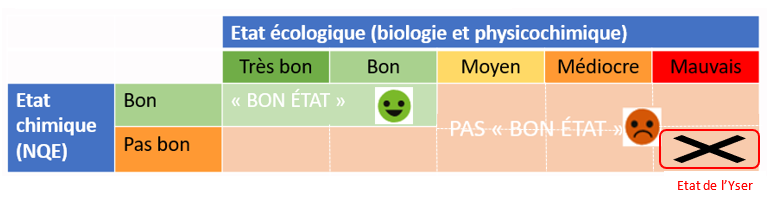 Etat écologique (biologie et physicochimique)
Très bon Bon Moyen Médiocre Mauvais
Etat chimique (NQE)
Bon
« BON ÉTAT »
PAS « BON ÉTAT »
Pas bon
Etat de l'Yser